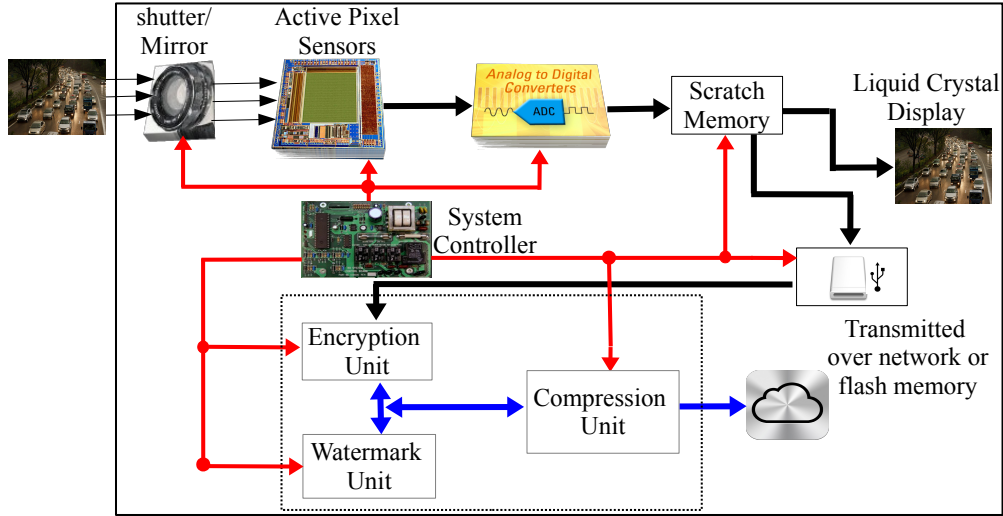 shutter/
Mirror
Active Pixel
Sensors
Analog to Digital
Converters
ADC
Scratch
Memory
Liquid Crystal
Display
System
Controller
Encryption
Unit
Transmitted
over network or
flash memory
Compression
Unit
Watermark
Unit